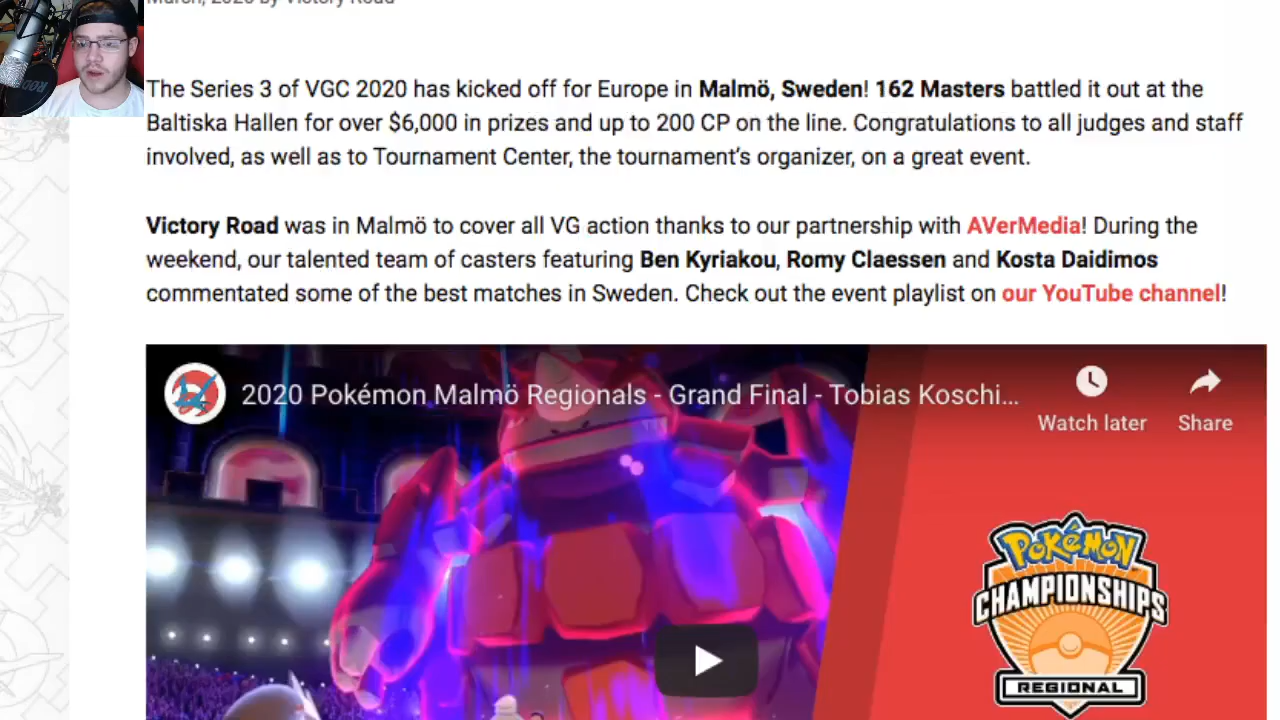 March, 2020 by Victory Road
The Series 3 of VGC 2020 has kicked off for Europe in Malmö, Sweden! 162 Masters battled it out at the
Baltiska Hallen for over $6,000 in prizes and up to 200 CP on the line. Congratulations to all judges and staff
involved, as well as to Tournament Center, the tournament's organizer, on a great event.
Victory Road was in Malmö to cover all VG action thanks to our partnership with AVerMedia! During the
weekend, our talented team of casters featuring Ben Kyriakou, Romy Claessen and Kosta Daidimos
commentated some of the best matches in Sweden. Check out the event playlist on our YouTube channel!
2020 Pokémon Malmö Regionals - Grand Final - Tobias Koschi...
Watch later
Share
Pokémon
CHAMPIONSHIPS
REGIONAL